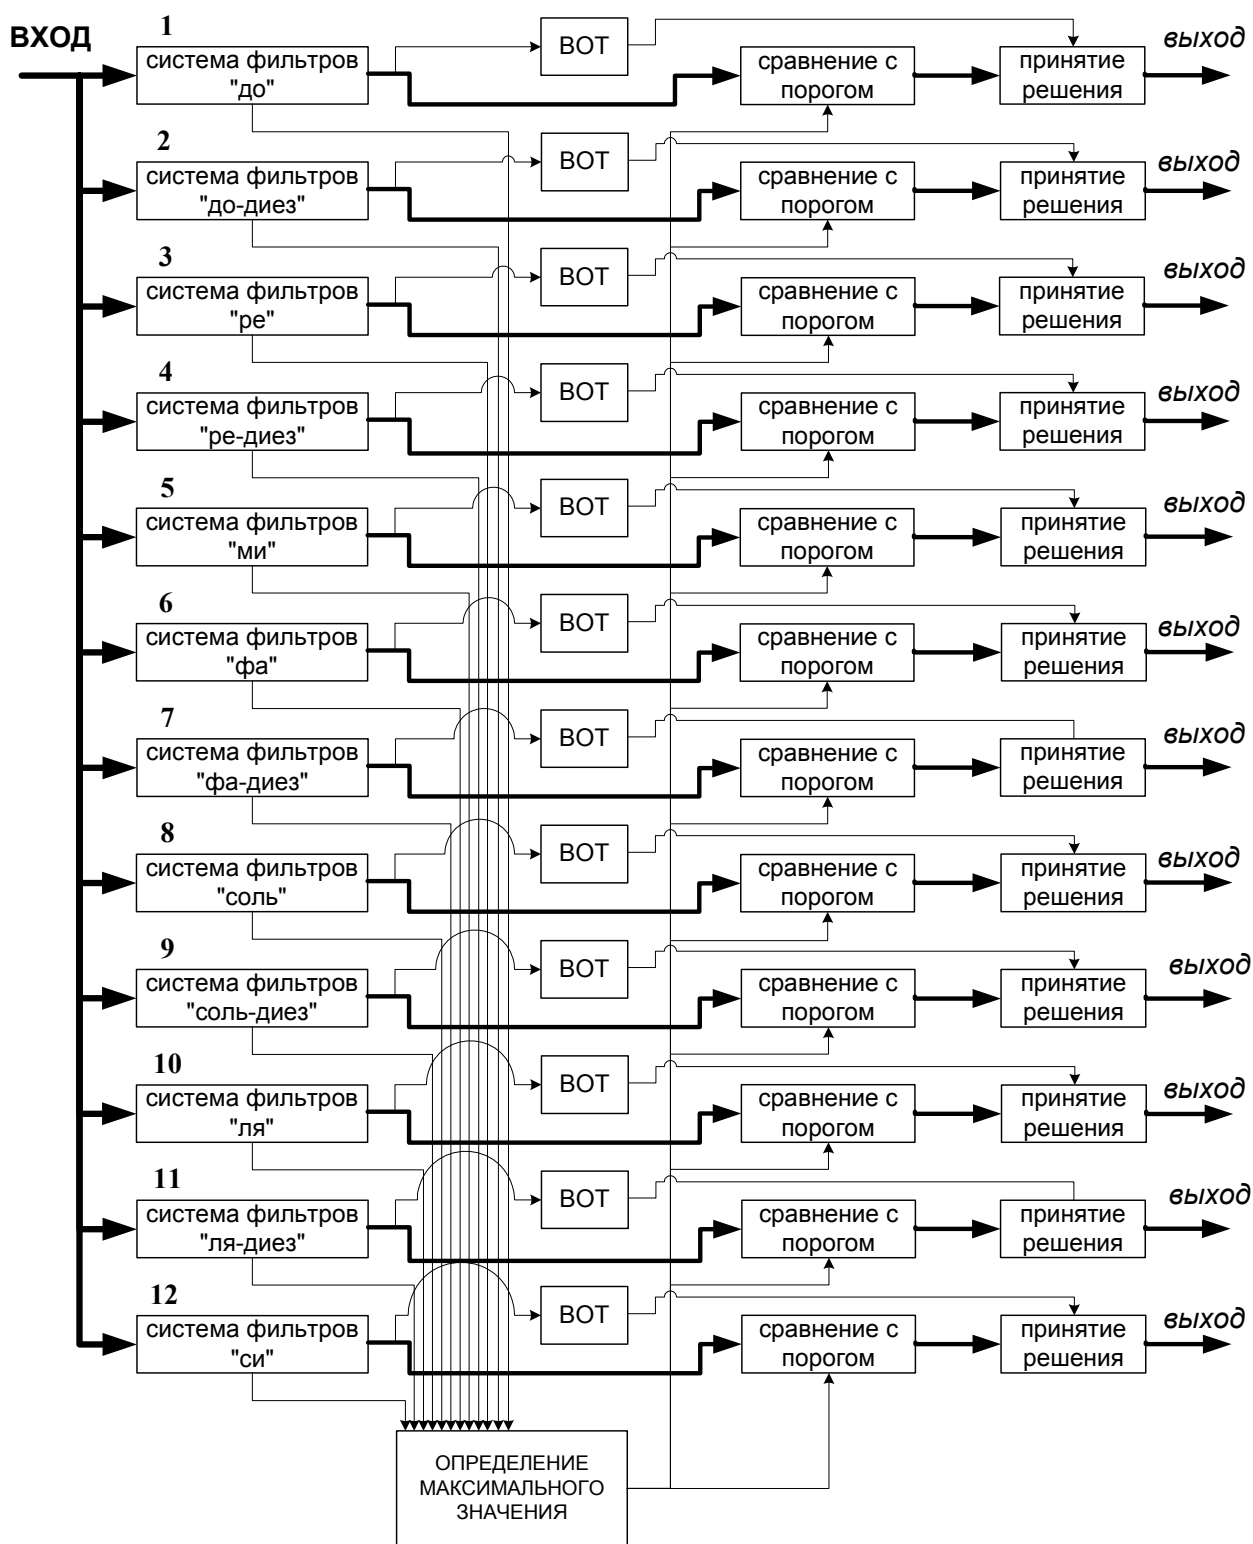 ВХОД
1
система фильтров
"до"
ВОТ
сравнение с
порогом
принятие
решения
выход
2
система фильтров
"до-диез"
ВОТ
сравнение с
порогом
принятие
решения
выход
3
система фильтров
"ре"
ВОТ
сравнение с
порогом
принятие
решения
выход
4
система фильтров
"ре-диез"
ВОТ
сравнение с
порогом
принятие
решения
выход
5
система фильтров
"ми"
ВОТ
сравнение с
порогом
принятие
решения
выход
6
система фильтров
"фа"
ВОТ
сравнение с
порогом
принятие
решения
выход
7
система фильтров
"фа-диез"
ВОТ
сравнение с
порогом
принятие
решения
выход
8
система фильтров
"соль"
ВОТ
сравнение с
порогом
принятие
решения
выход
9
система фильтров
"соль-диез"
ВОТ
сравнение с
порогом
принятие
решения
выход
10
система фильтров
"ля"
ВОТ
сравнение с
порогом
принятие
решения
выход
11
система фильтров
"ля-диез"
ВОТ
сравнение с
порогом
принятие
решения
выход
12
система фильтров
"си"
ВОТ
сравнение с
порогом
принятие
решения
выход
ОПРЕДЕЛЕНИЕ
МАКСИМАЛЬНОГО
ЗНАЧЕНИЯ